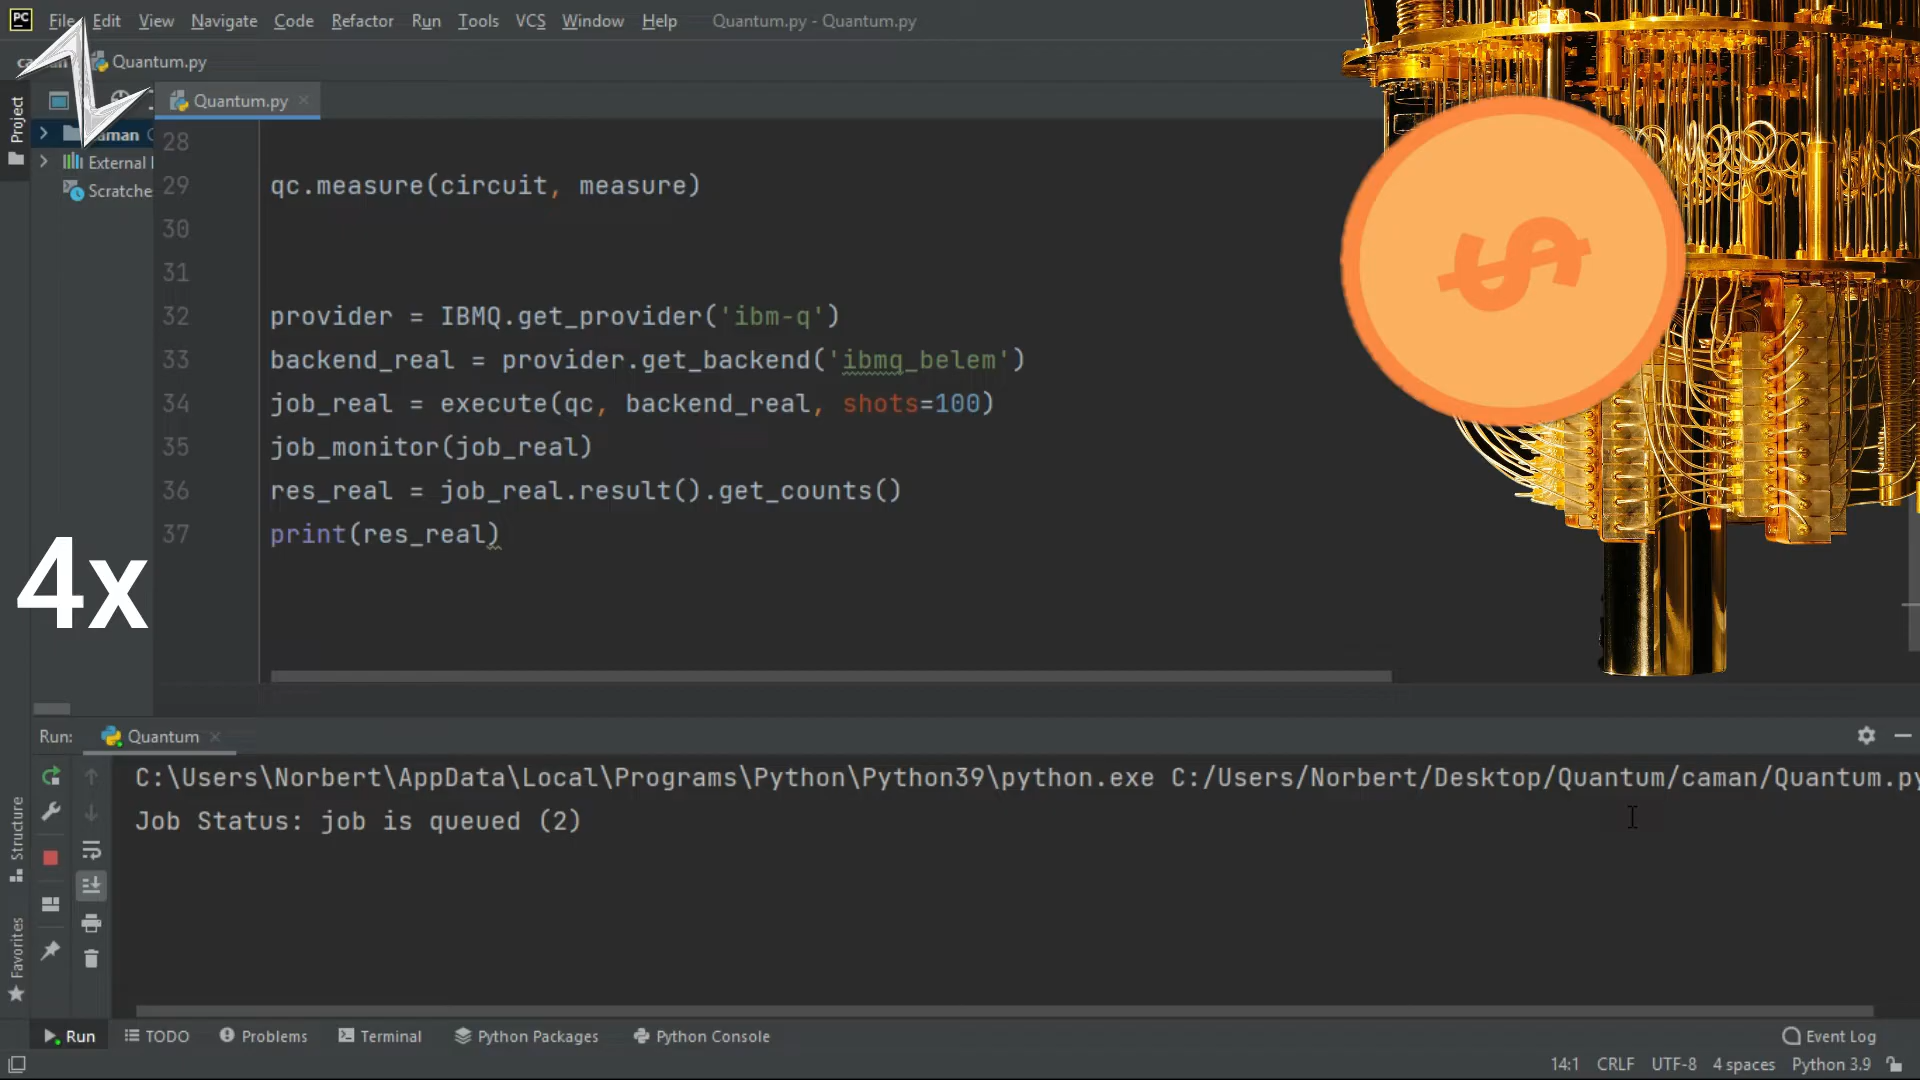 PC File Edit View Navigate Code Refactor Run Tools VCS Window Help Quantum.py - Quantum.py
Quantum.py
Project
Quantum.py
28
External
29 qc.measure(circuit, measure)
Scratche
30
31
32 provider = IBMQ.get_provider('ibm-q')
33 backend_real = provider.get_backend('ibmq_belem')
34 job_real = execute(qc, backend_real, shots=100)
35 job_monitor(job_real)
36 res_real = job_real.result().get_counts()
37 print(res_real)
$
4x
Run: Quantum
C:\Users\Norbert\AppData\Local\Programs\Python\Python39\python.exe C:/Users/Norbert/Desktop/Quantum/caman/Quantum.py
Job Status: job is queued (2)
Structure
Favorites
Run TODO Problems Terminal Python Packages Python Console Event Log
14:1 CRLF UTF-8 4 spaces Python 3.9